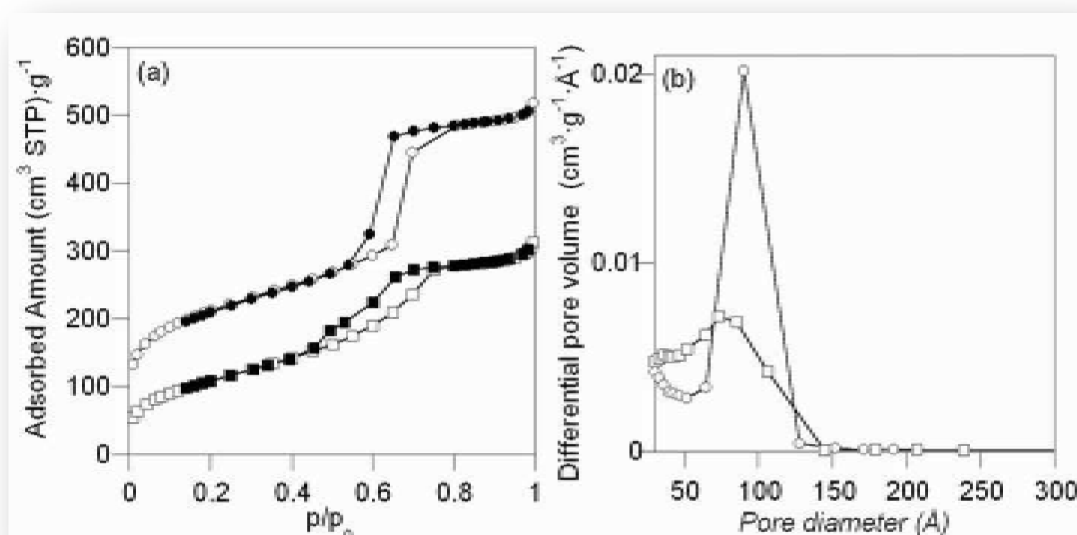 (a)
600
500
400
300
200
100
0
Adsorbed Amount (cm³ STP)·g⁻¹
0 0.2 0.4 0.6 0.8 1
p/p₀
(b)
0.02
0.01
0
Differential pore volume (cm³·g⁻¹·Å⁻¹)
50 100 150 200 250 300
Pore diameter (Å)